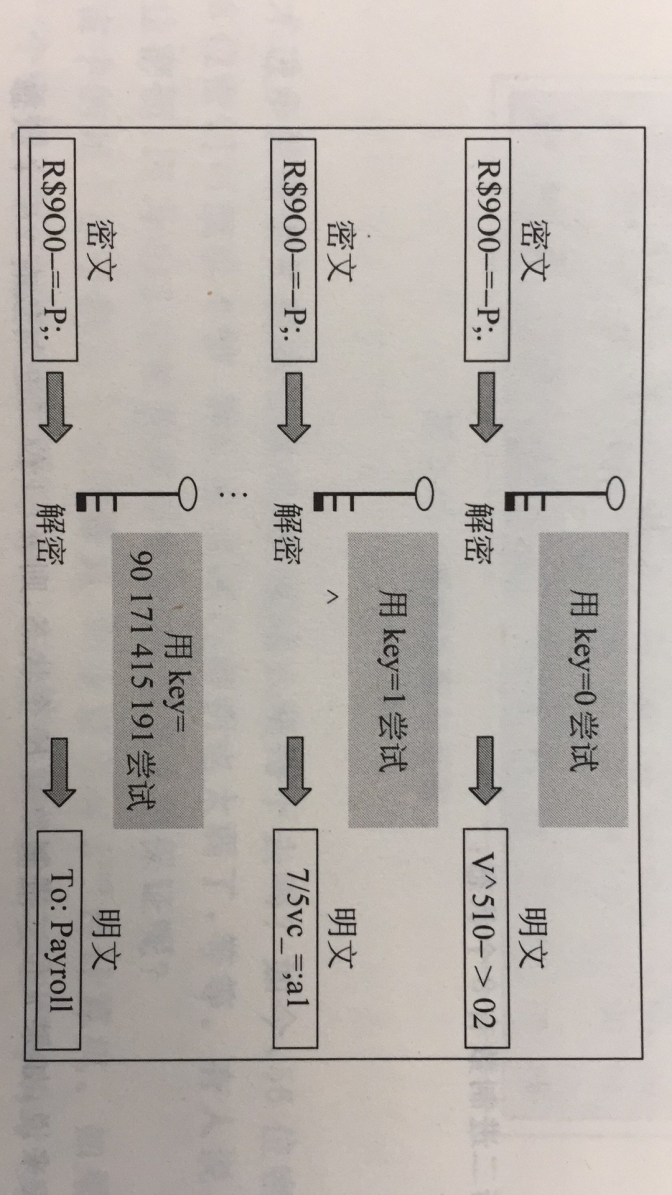 密文
R$9O0–=–P;.
解密
用 key=0 尝试
明文
V^510–> 02
密文
R$9O0–=–P;.
解密
用 key=1 尝试
明文
7/5vc_=;a1
⋮
密文
R$9O0–=–P;.
解密
用 key=
90 171 415 191 尝试
明文
To: Payroll